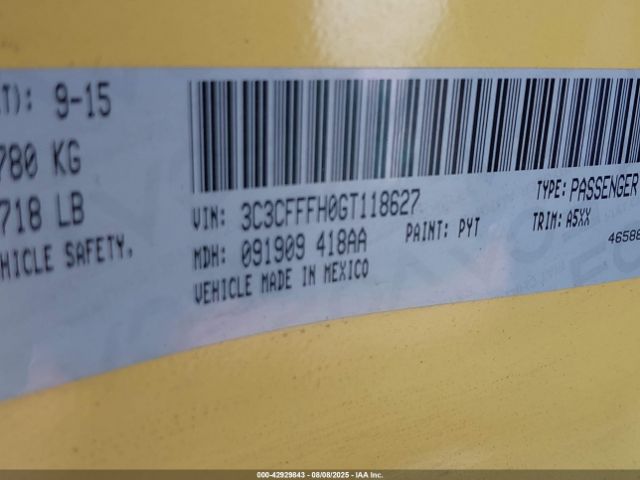 T): 9-15
780 KG
718 LB
HICLE SAFETY,
VIN: 3C3CFFFH0GT118627
TYPE: PASSENGER
MDH: 091909 418AA
PAINT: PYT
TRIM: A5XX
VEHICLE MADE IN MEXICO
4658
000-42929843 - 08/08/2025 - IAA Inc.